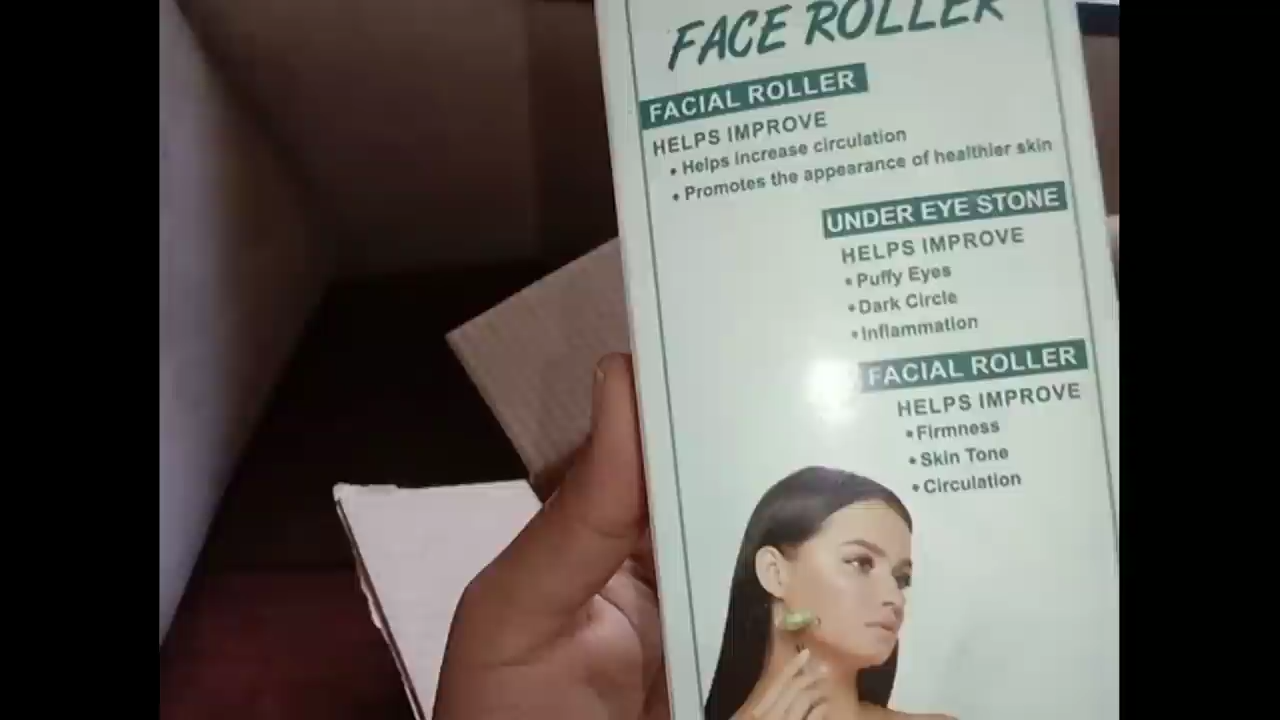 FACE ROLLER
FACIAL ROLLER
HELPS IMPROVE
• Helps increase circulation
• Promotes the appearance of healthier skin
UNDER EYE STONE
HELPS IMPROVE
• Puffy Eyes
• Dark Circle
• Inflammation
FACIAL ROLLER
HELPS IMPROVE
• Firmness
• Skin Tone
• Circulation